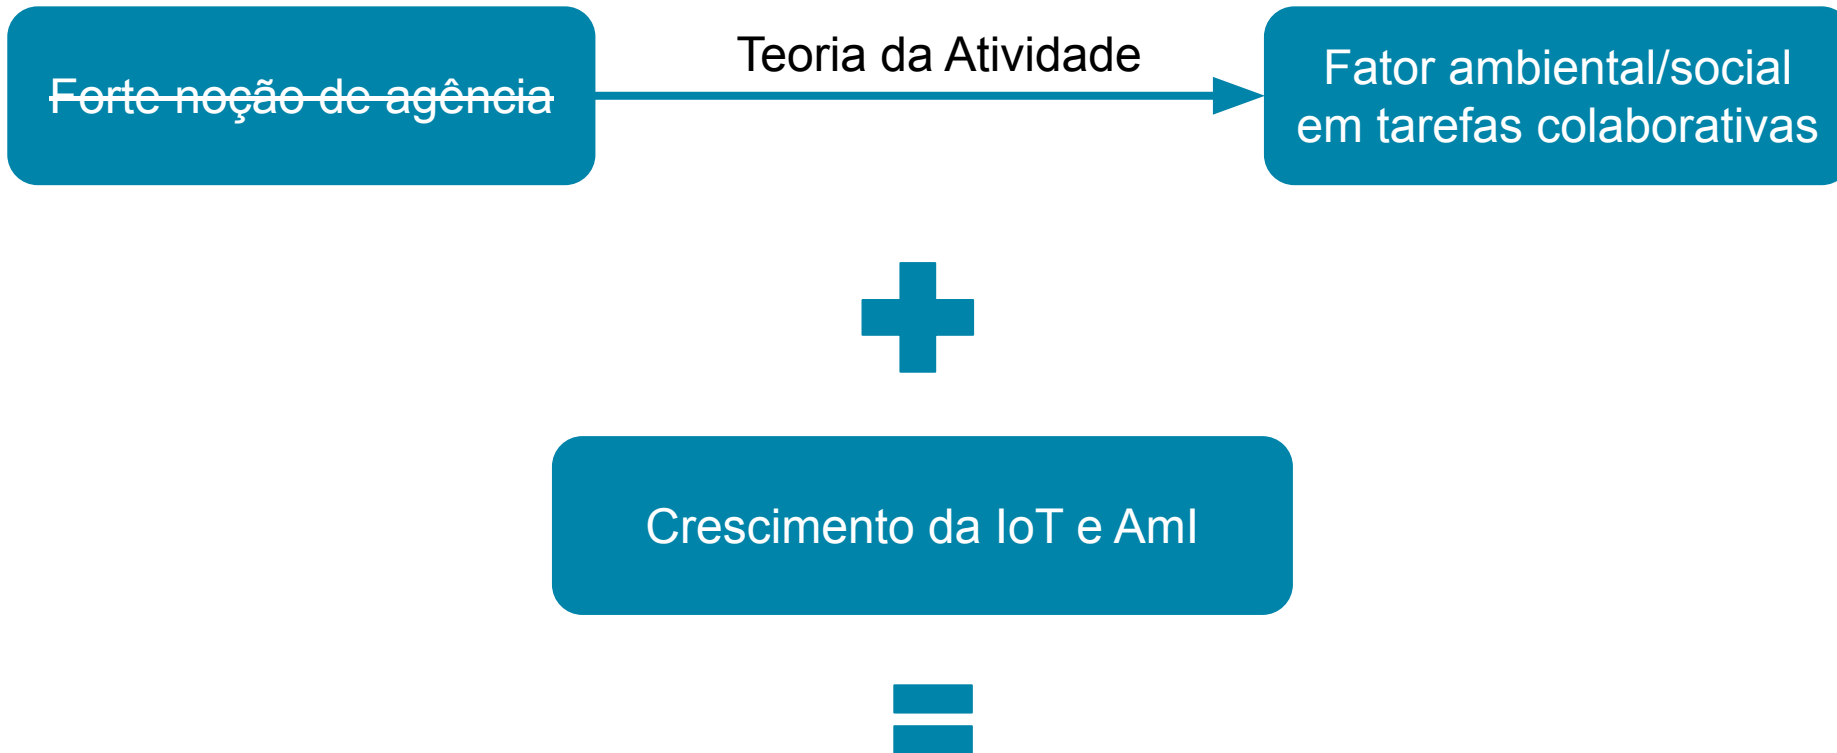 Forte noção de agência
Teoria da Atividade
Fator ambiental/social
em tarefas colaborativas
Crescimento da IoT e AmI